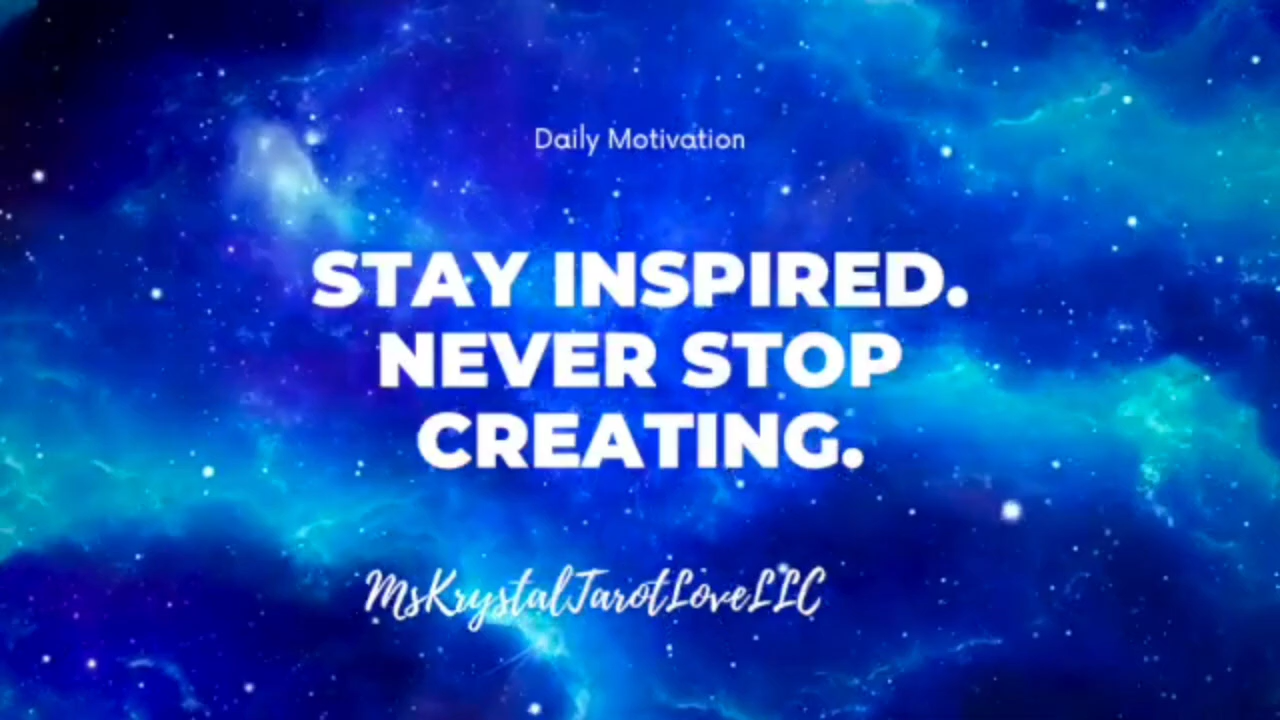 Daily Motivation
STAY INSPIRED.
NEVER STOP
CREATING.
MsKrystalTarotLoveLLC